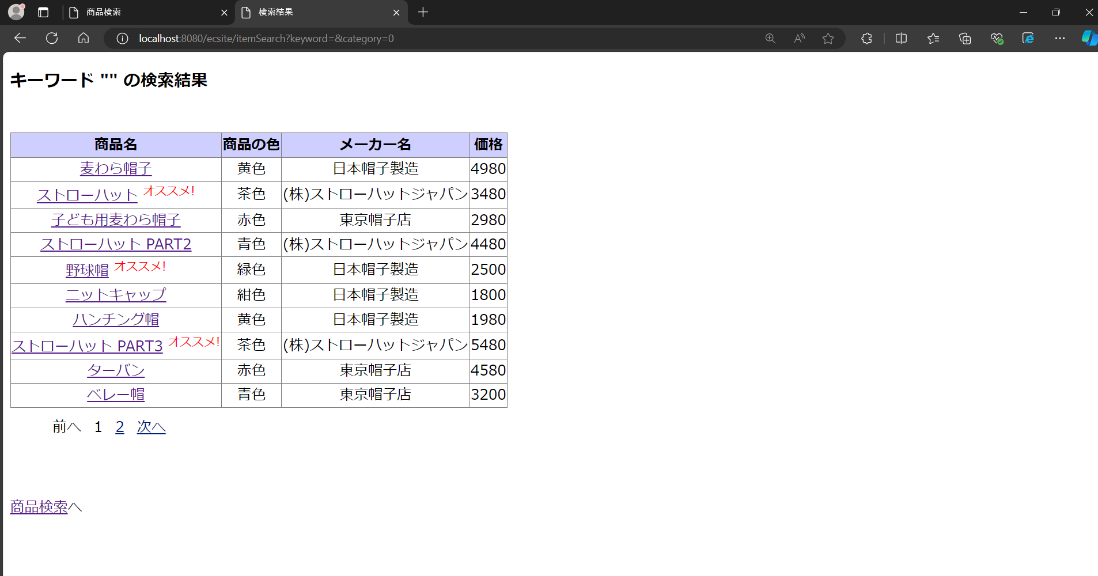 商品検索
検索結果
localhost:8080/ecsite/itemSearch?keyword=&category=0
キーワード "" の検索結果
商品名 商品の色 メーカー名 価格
麦わら帽子 黄色 日本帽子製造 4980
ストローハット オススメ! 茶色 (株)ストローハットジャパン 3480
子ども用麦わら帽子 赤色 東京帽子店 2980
ストローハット PART2 青色 (株)ストローハットジャパン 4480
野球帽 オススメ! 緑色 日本帽子製造 2500
ニットキャップ 紺色 日本帽子製造 1800
ハンチング帽 黄色 日本帽子製造 1980
ストローハット PART3 オススメ! 茶色 (株)ストローハットジャパン 5480
ターバン 赤色 東京帽子店 4580
ベレー帽 青色 東京帽子店 3200
前へ 1 2 次へ
商品検索へ